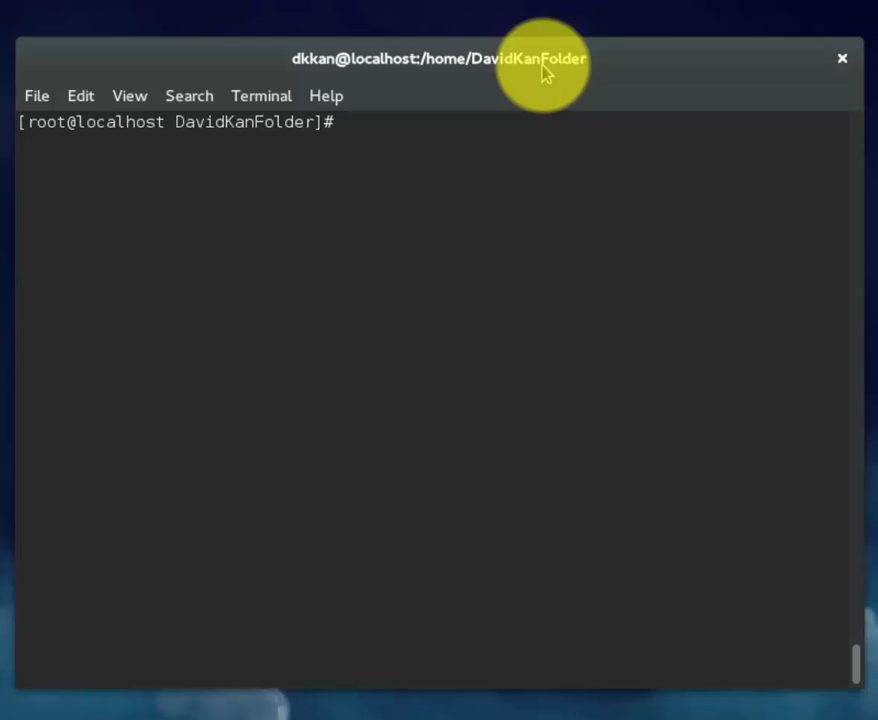 dkkan@localhost:/home/DavidKanFolder
×
File Edit View Search Terminal Help
[root@localhost DavidKanFolder]#